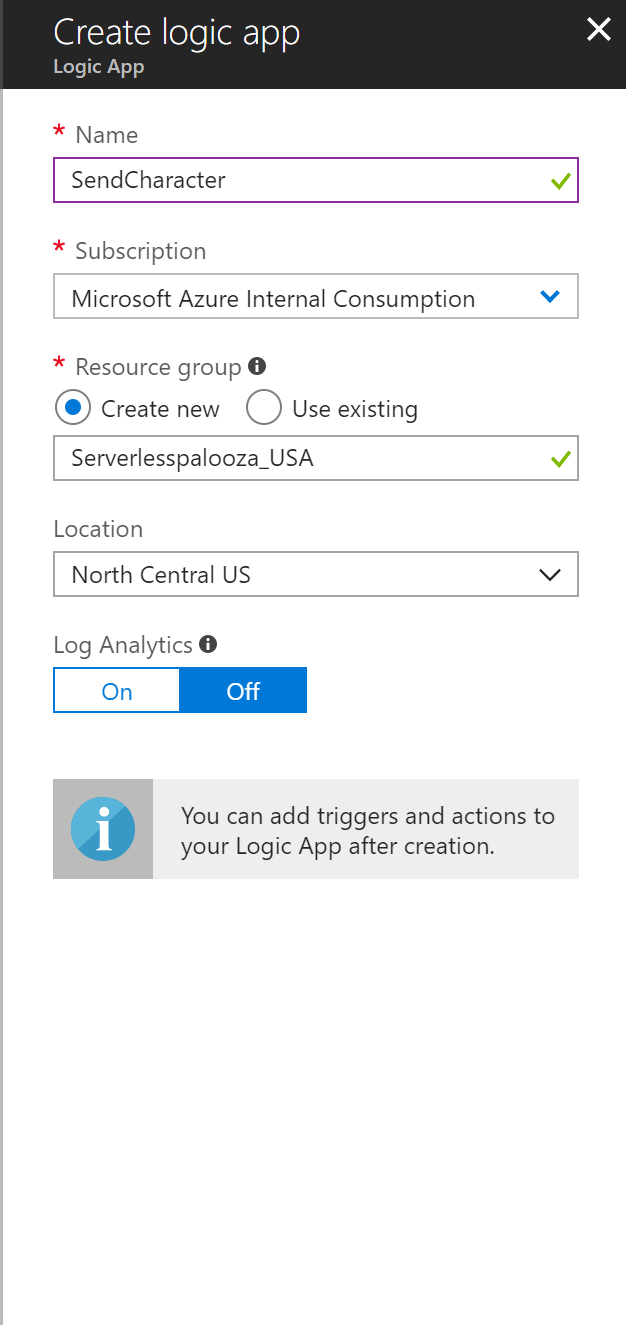 Create logic app
Logic App
* Name
SendCharacter
* Subscription
Microsoft Azure Internal Consumption
* Resource group
Create new Use existing
Serverlesspalooza_USA
Location
North Central US
Log Analytics
On Off
You can add triggers and actions to
your Logic App after creation.